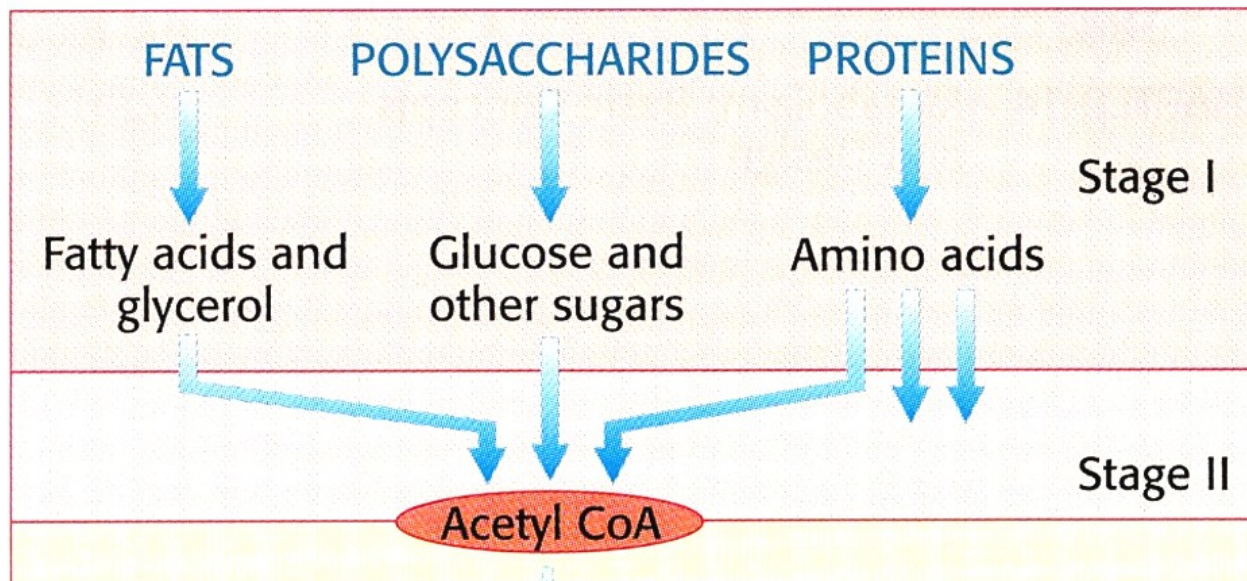 FATS POLYSACCHARIDES PROTEINS
Stage I
Fatty acids and glycerol
Glucose and other sugars
Amino acids
Stage II
Acetyl CoA